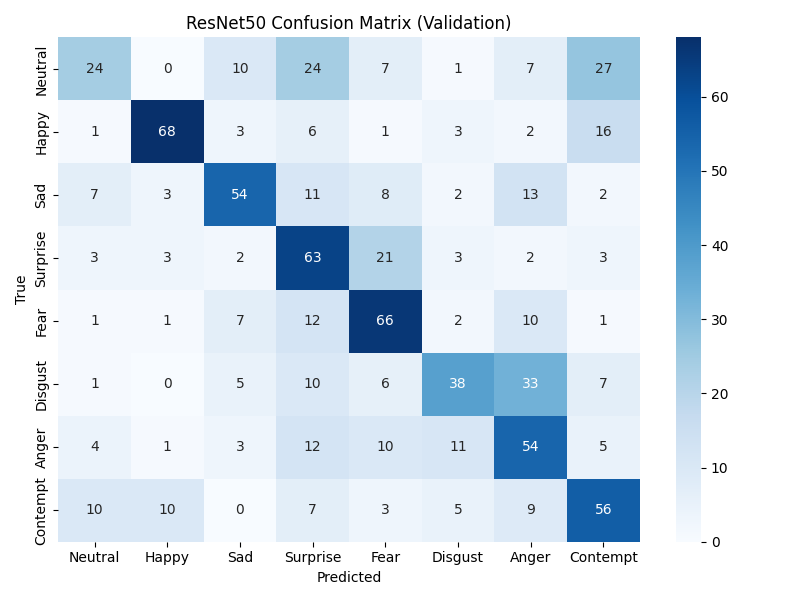 ResNet50 Confusion Matrix (Validation)
True
Neutral 24 0 10 24 7 1 7 27
Happy 1 68 3 6 1 3 2 16
Sad 7 3 54 11 8 2 13 2
Surprise 3 3 2 63 21 3 2 3
Fear 1 1 7 12 66 2 10 1
Disgust 1 0 5 10 6 38 33 7
Anger 4 1 3 12 10 11 54 5
Contempt 10 10 0 7 3 5 9 56
Neutral Happy Sad Surprise Fear Disgust Anger Contempt
Predicted
60
50
40
30
20
10
0